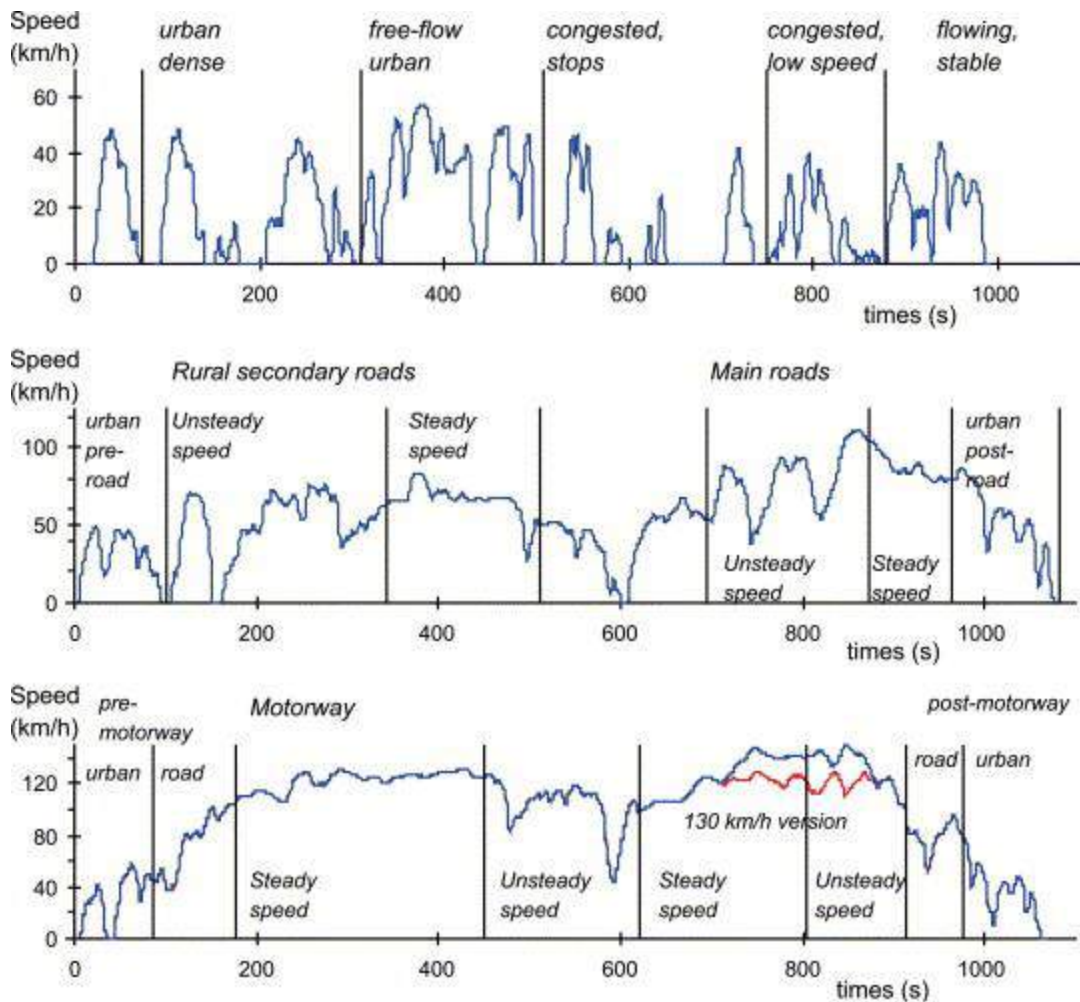 Speed
(km/h)
urban
dense
free-flow
urban
congested,
stops
congested,
low speed
flowing,
stable
60
40
20
0
0 200 400 600 800 1000
times (s)
Speed
(km/h)
Rural secondary roads
Main roads
urban
pre-
road
Unsteady
speed
Steady
speed
urban
post-
road
100
50
0
Unsteady
speed
Steady
speed
0 200 400 600 800 1000
times (s)
Speed
(km/h)
pre-
motorway
Motorway
post-motorway
urban
road
road
urban
120
80
40
0
130 km/h version
Steady
speed
Unsteady
speed
Steady
speed
Unsteady
speed
0 200 400 600 800 1000
times (s)